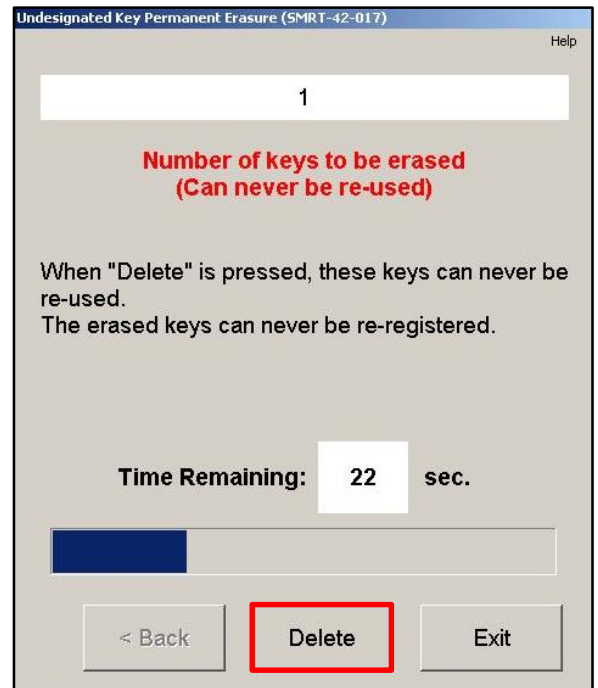 Undesignated Key Permanent Erasure (SMRT-42-017)
Help
1
Number of keys to be erased
(Can never be re-used)
When "Delete" is pressed, these keys can never be
re-used.
The erased keys can never be re-registered.
Time Remaining: 22 sec.
< Back Delete Exit